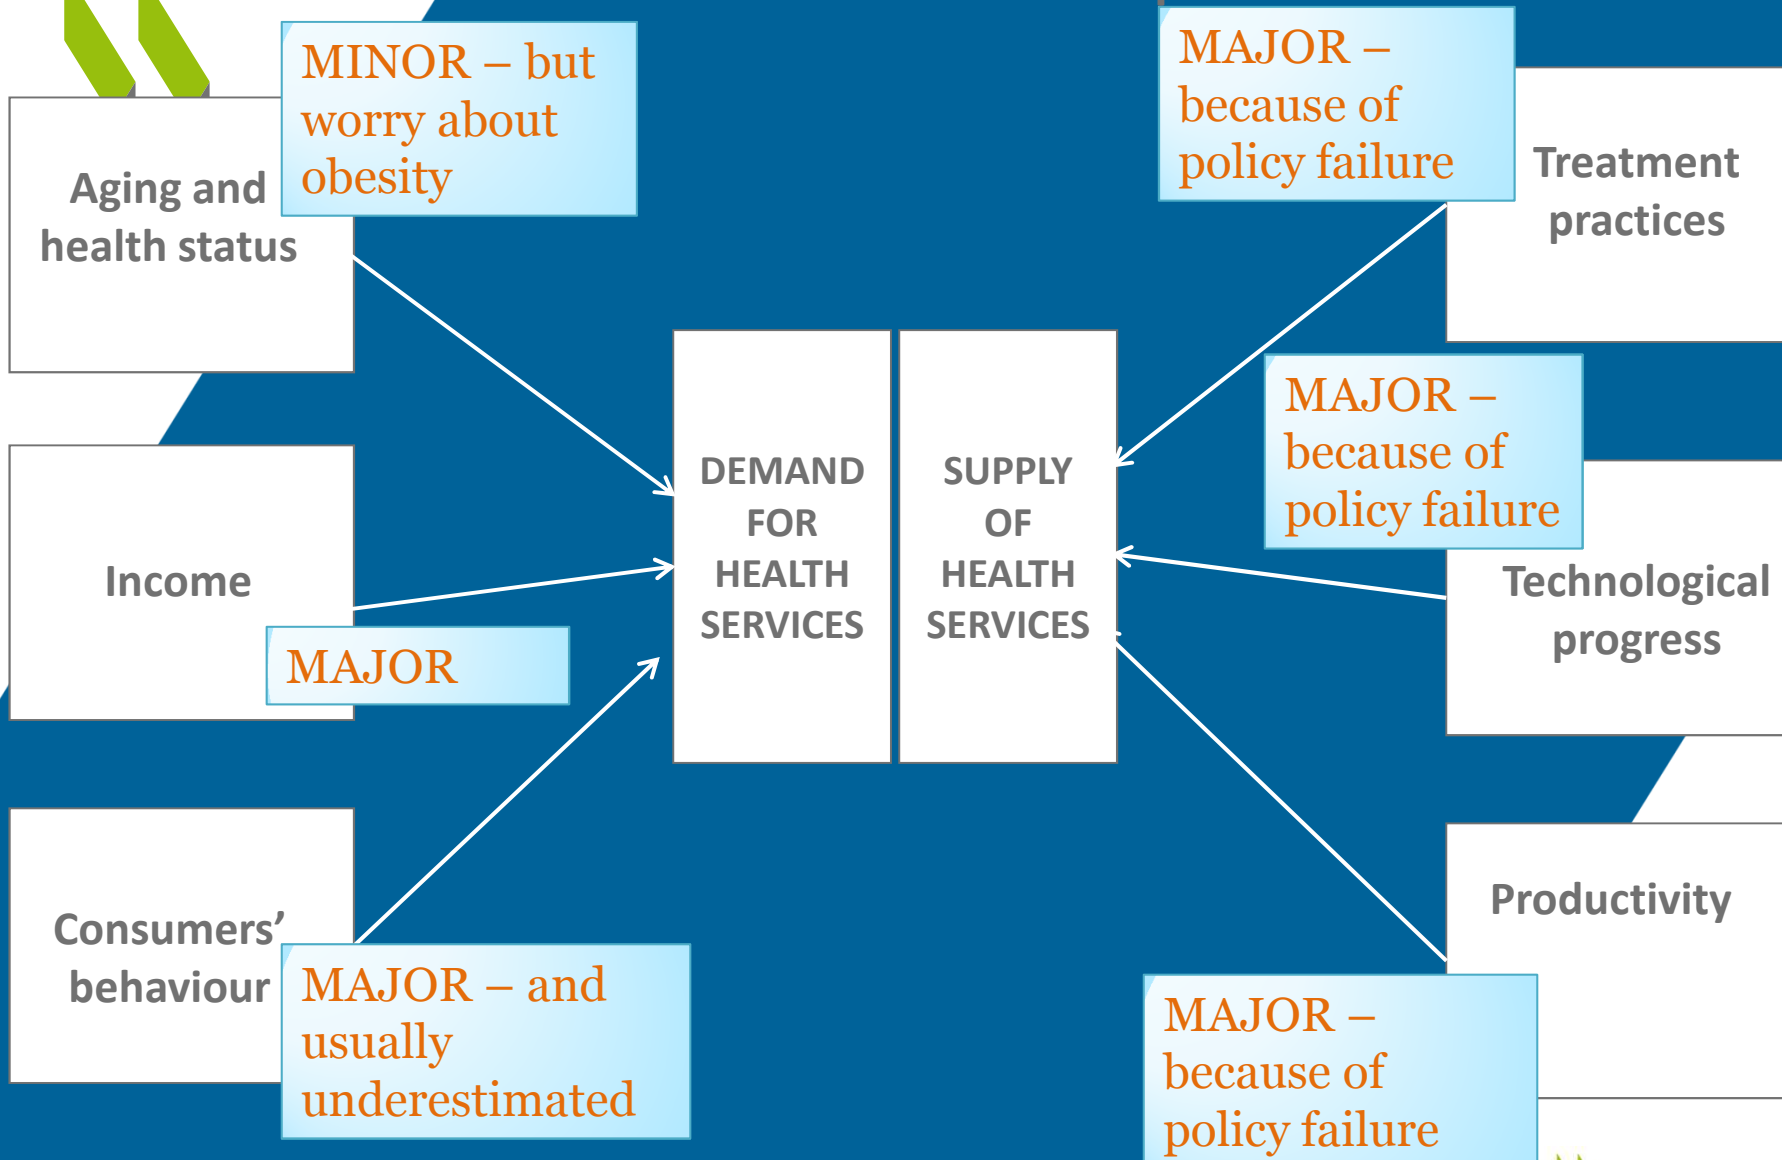 MINOR – but
worry about
obesity
Aging and
health status
Income
MAJOR
Consumers’
behaviour
MAJOR – and
usually
underestimated
DEMAND
FOR
HEALTH
SERVICES
SUPPLY
OF
HEALTH
SERVICES
MAJOR –
because of
policy failure
Treatment
practices
MAJOR –
because of
policy failure
Technological
progress
Productivity
MAJOR –
because of
policy failure